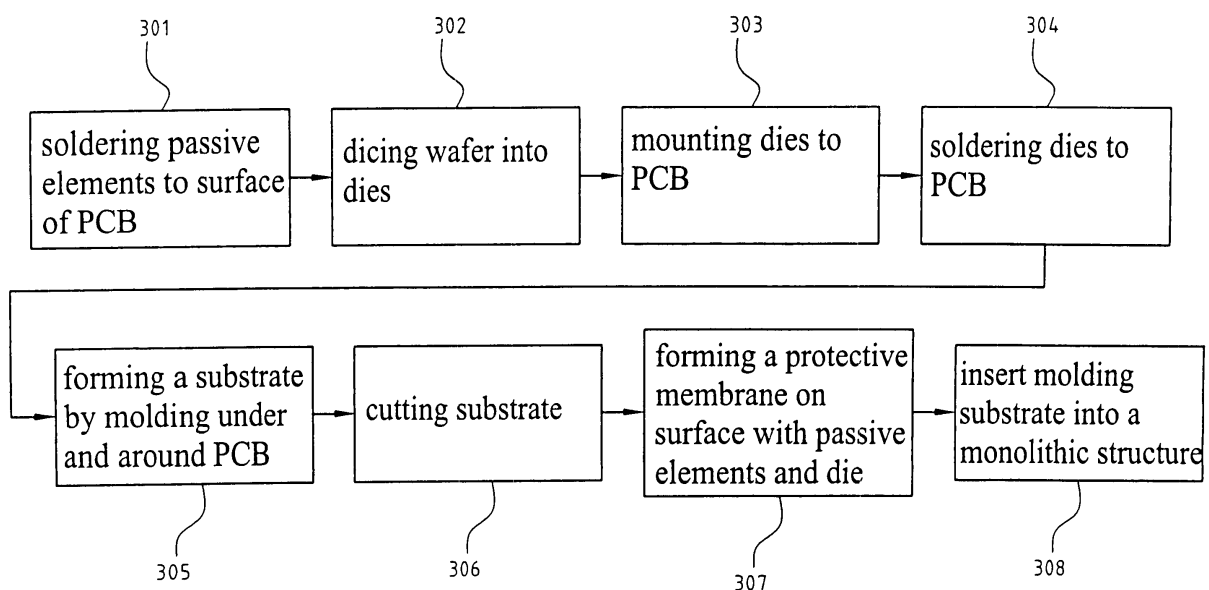 301
302
303
304
soldering passive
elements to surface
of PCB
dicing wafer into
dies
mounting dies to
PCB
soldering dies to
PCB
forming a substrate
by molding under
and around PCB
cutting substrate
forming a protective
membrane on
surface with passive
elements and die
insert molding
substrate into a
monolithic structure
305
306
307
308